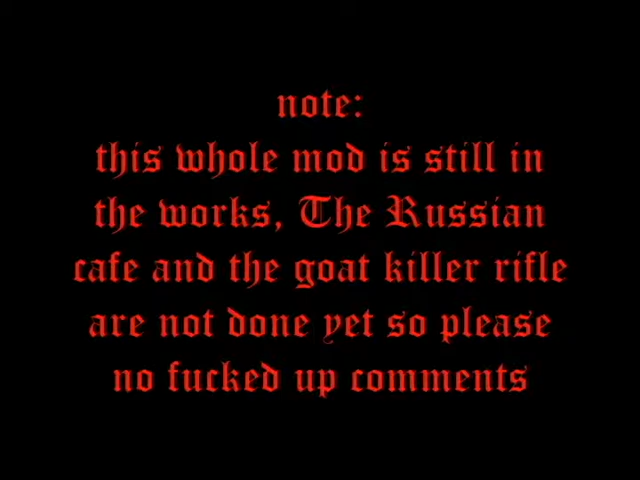 note:
this whole mod is still in
the works, The Russian
cafe and the goat killer rifle
are not done yet so please
no fucked up comments